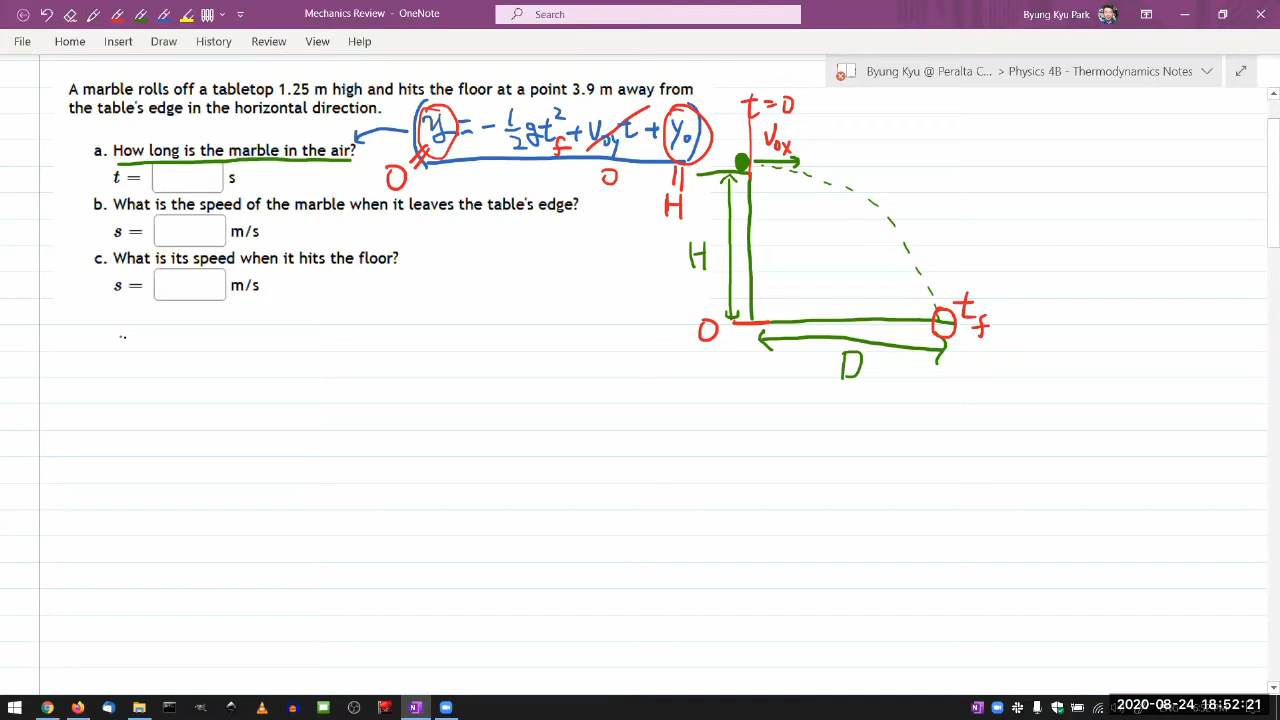 Mechanics Review - OneNote
Search
Byung Kyu Park
File Home Insert Draw History Review View Help
Byung Kyu @ Peralta C... > Physics 4B - Thermodynamics Notes
A marble rolls off a tabletop 1.25 m high and hits the floor at a point 3.9 m away from
the table's edge in the horizontal direction.
t = 0
y = - 1/2 g t_f^2 + v_0y t + y_0
v_0x
a. How long is the marble in the air?
t = s
0
0
H
b. What is the speed of the marble when it leaves the table's edge?
s = m/s
H
c. What is its speed when it hits the floor?
s = m/s
0
t_f
D
2020-08-24 18:52:21